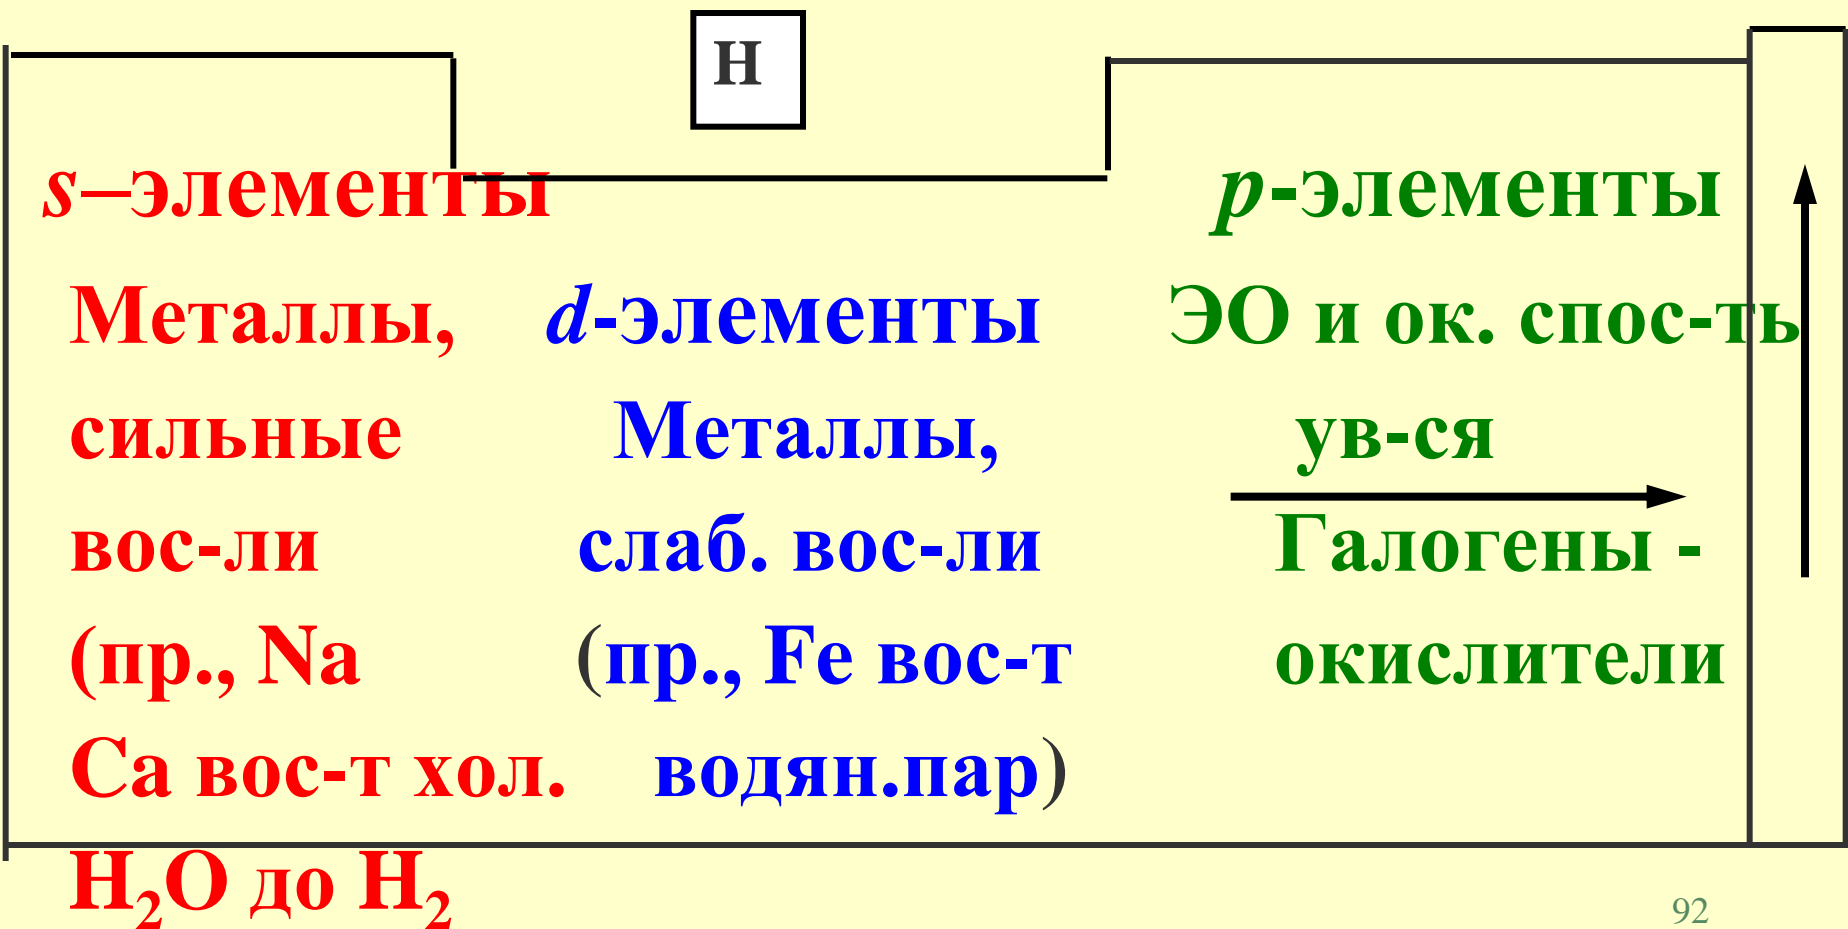 H
s–элементы
Металлы,
сильные
вос-ли
(пр., Na
Ca вос-т хол.
H₂O до H₂
d-элементы
Металлы,
слаб. вос-ли
(пр., Fe вос-т
водян.пар)
p-элементы
ЭО и ок. спос-ть
ув-ся
Галогены -
окислители
92